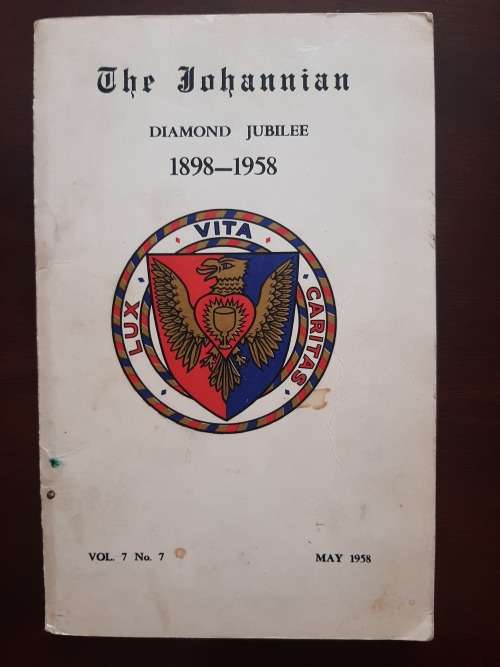 The Johannian
DIAMOND JUBILEE
1898—1958
LUX
VITA
CARITAS
VOL. 7 No. 7
MAY 1958